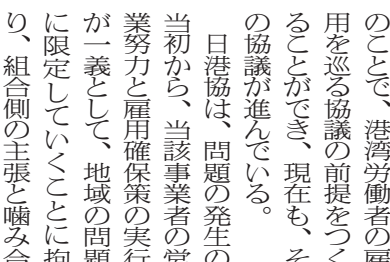 のことで、港湾労働者の雇
用を巡る協議の前提をつく
ることができ、現在も、そ
の協議が進んでいる。
　日港協は、問題の発生の
当初から、当該事業者の営
業努力と雇用確保策の実行
が一義として、地域の問題
に限定していくことに拘
り、組合側の主張と噛み合